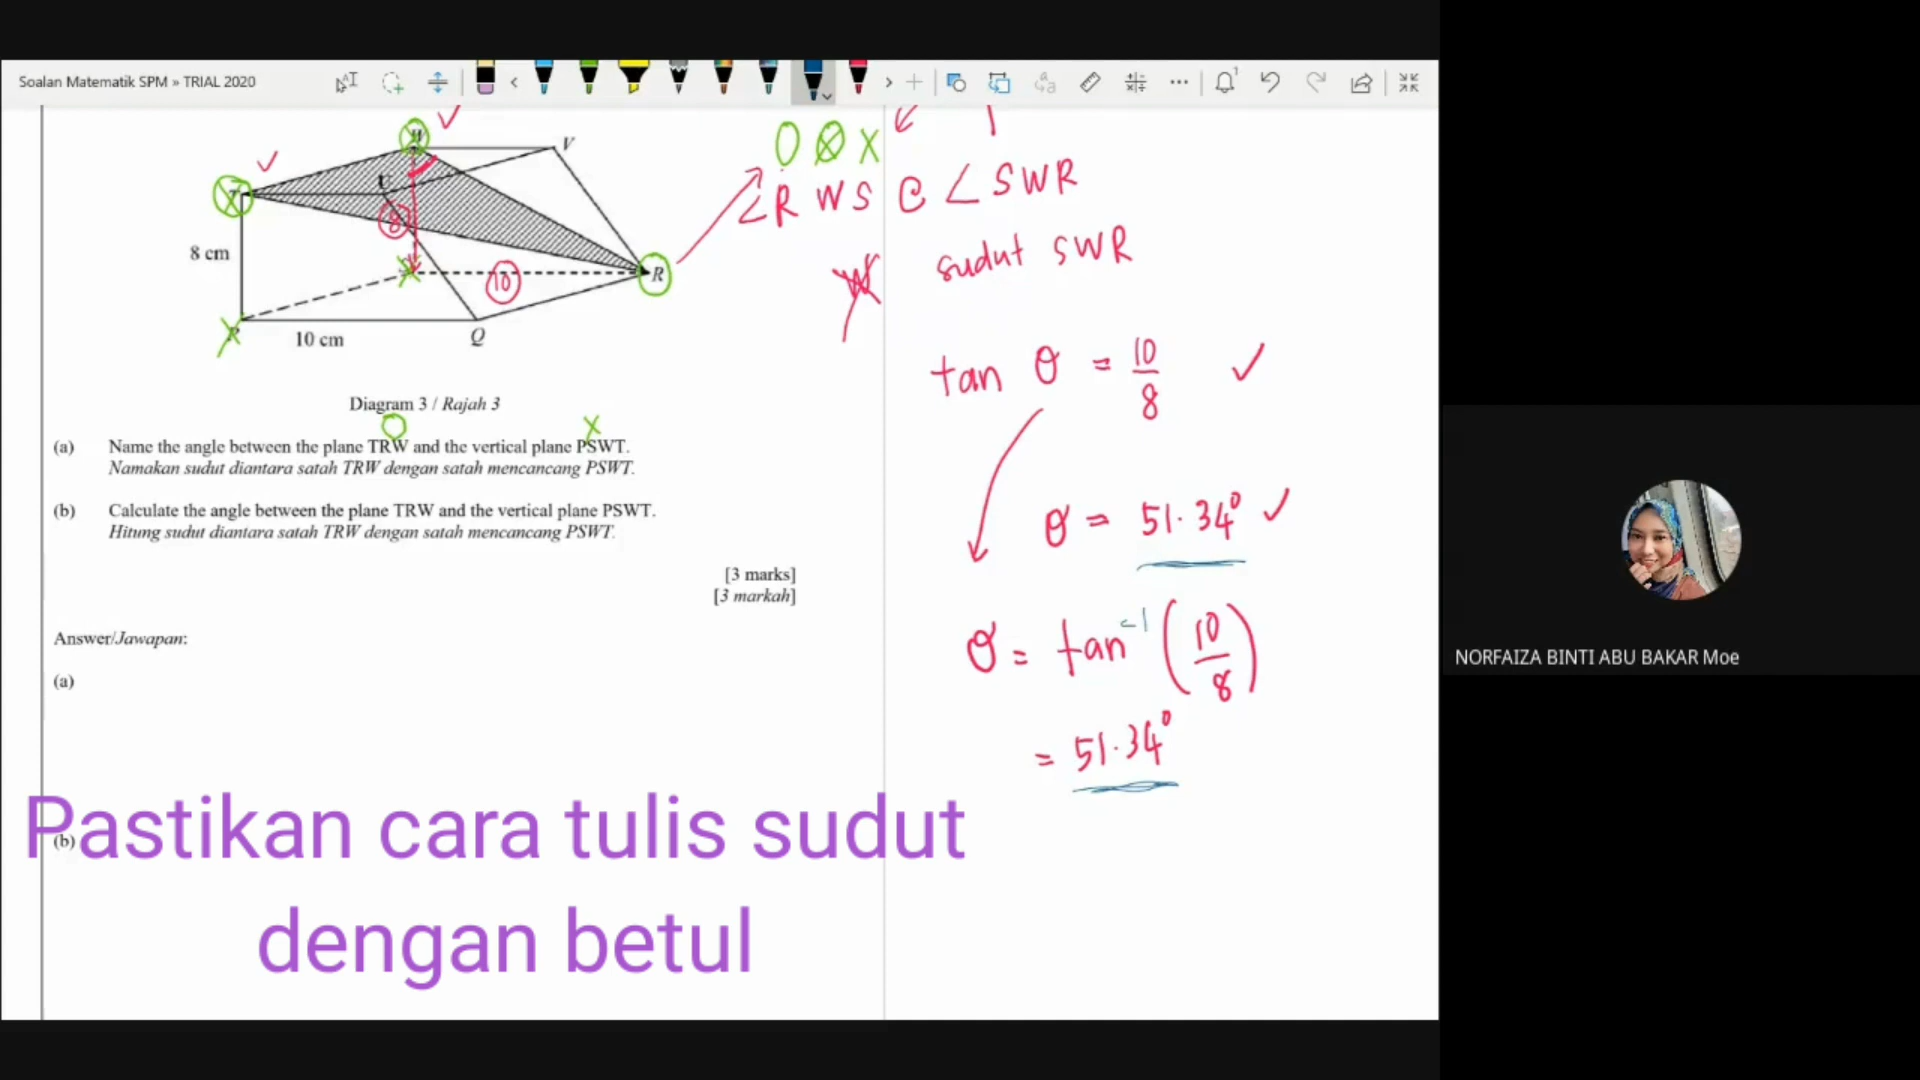 Soalan Matematik SPM » TRIAL 2020
V
U
8
8 cm
10
R
10 cm
Q
Diagram 3 / Rajah 3
(a) Name the angle between the plane TRW and the vertical plane PSWT.
Namakan sudut diantara satah TRW dengan satah mencancang PSWT.
(b) Calculate the angle between the plane TRW and the vertical plane PSWT.
Hitung sudut diantara satah TRW dengan satah mencancang PSWT.
[3 marks]
[3 markah]
Answer/Jawapan:
(a)
(b)
Pastikan cara tulis sudut
dengan betul
∠RWS @ ∠SWR
sudut SWR
tan θ = 10/8 ✓
θ = 51.34° ✓
θ = tan⁻¹ (10/8)
= 51.34°
NORFAIZA BINTI ABU BAKAR Moe